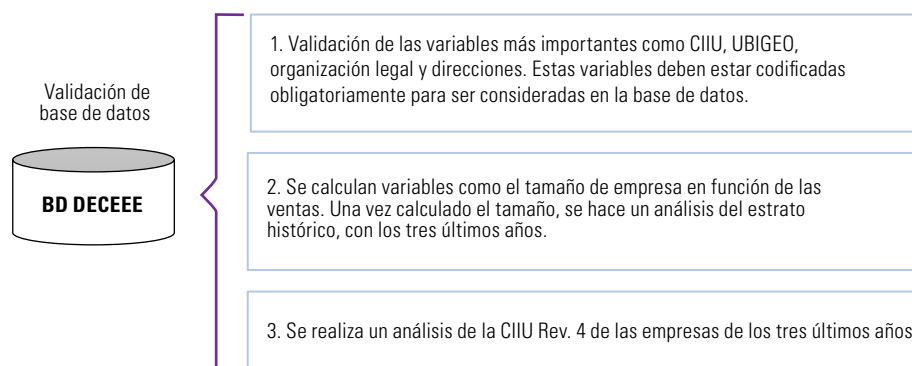 Validación de
base de datos
BD DECEEE
1. Validación de las variables más importantes como CIIU, UBIGEO,
organización legal y direcciones. Estas variables deben estar codificadas
obligatoriamente para ser consideradas en la base de datos.
2. Se calculan variables como el tamaño de empresa en función de las
ventas. Una vez calculado el tamaño, se hace un análisis del estrato
histórico, con los tres últimos años.
3. Se realiza un análisis de la CIIU Rev. 4 de las empresas de los tres últimos años